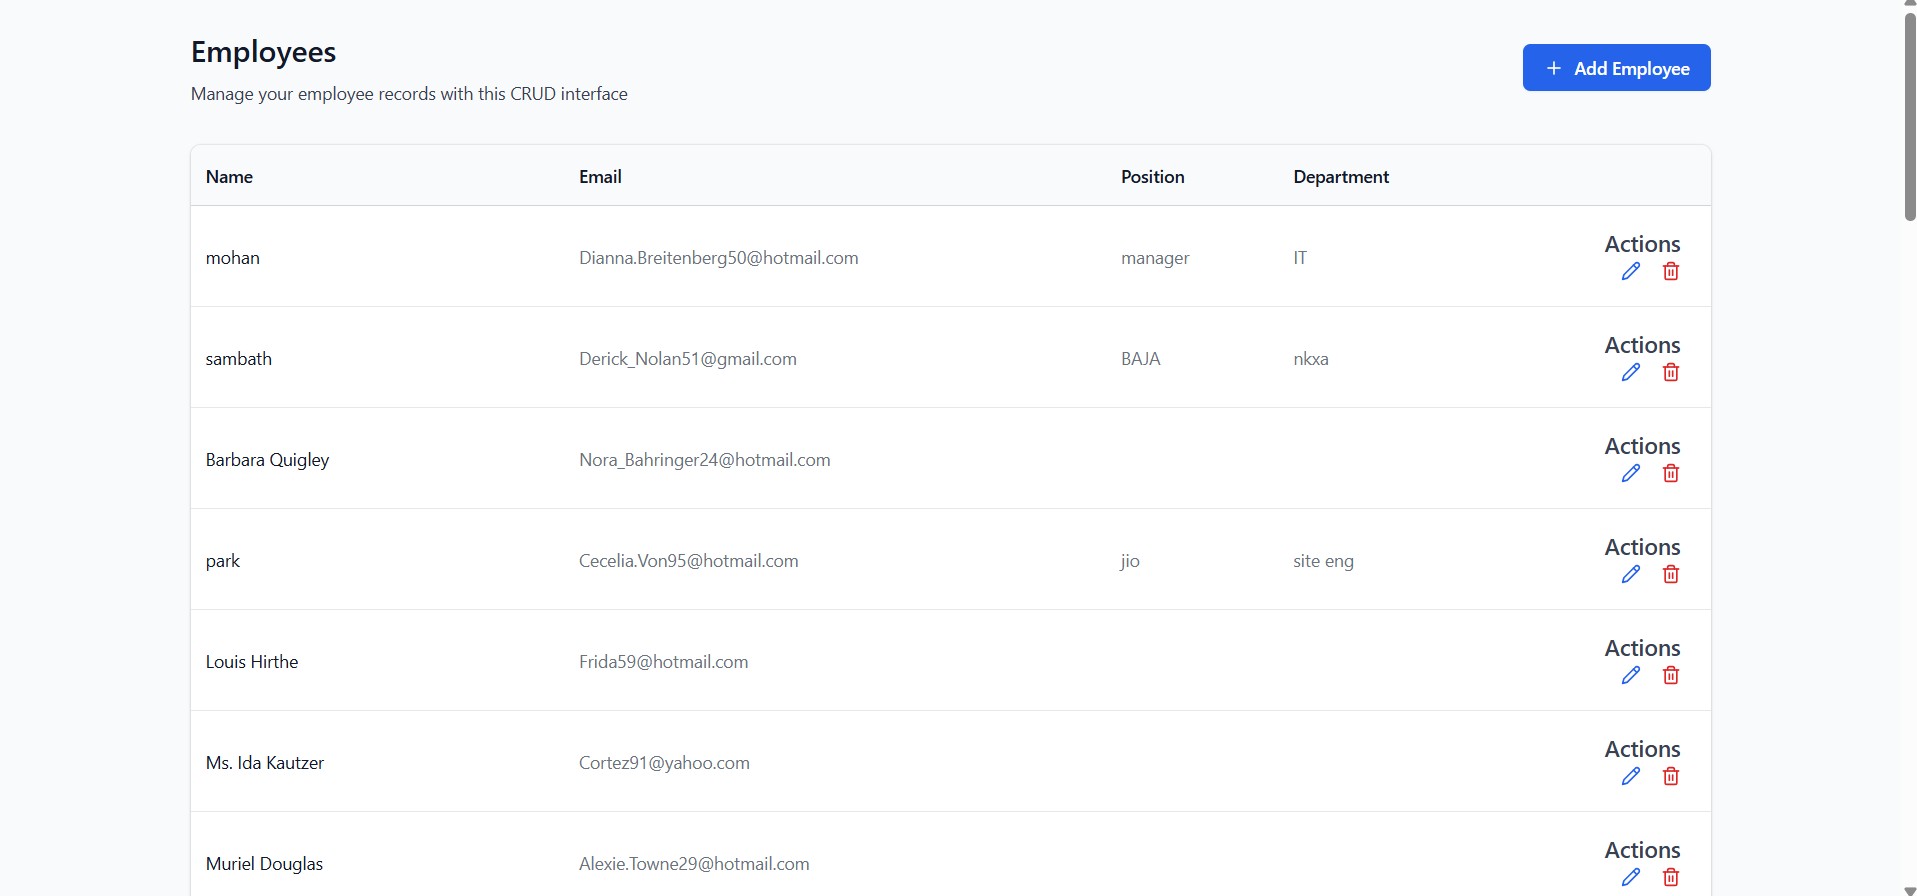 Employees
Manage your employee records with this CRUD interface
+ Add Employee
Name Email Position Department
mohan Dianna.Breitenberg50@hotmail.com manager IT Actions
sambath Derick_Nolan51@gmail.com BAJA nkxa Actions
Barbara Quigley Nora_Bahringer24@hotmail.com Actions
park Cecelia.Von95@hotmail.com jio site eng Actions
Louis Hirthe Frida59@hotmail.com Actions
Ms. Ida Kautzer Cortez91@yahoo.com Actions
Muriel Douglas Alexie.Towne29@hotmail.com Actions